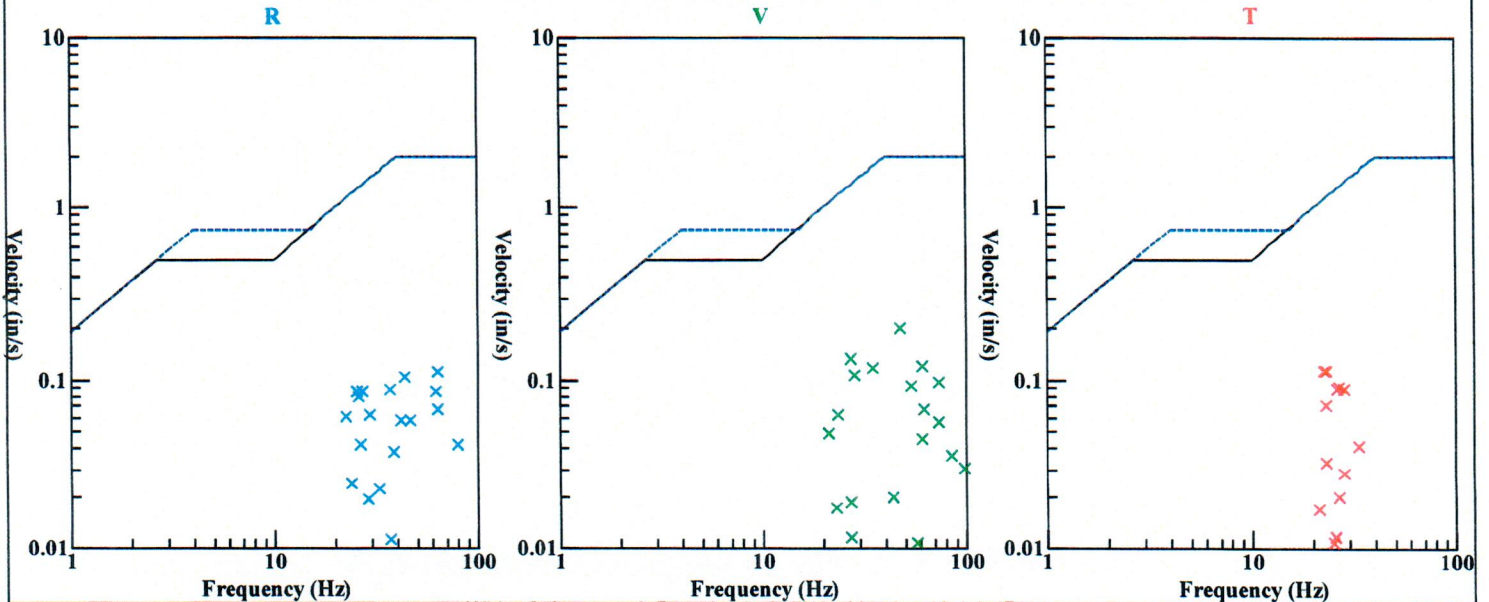 R V T
10 10 10
1 1 1
0.1 0.1 0.1
0.01 0.01 0.01
1 10 100 1 10 100 1 10 100
Velocity (in/s) Velocity (in/s) Velocity (in/s)
Frequency (Hz) Frequency (Hz) Frequency (Hz)